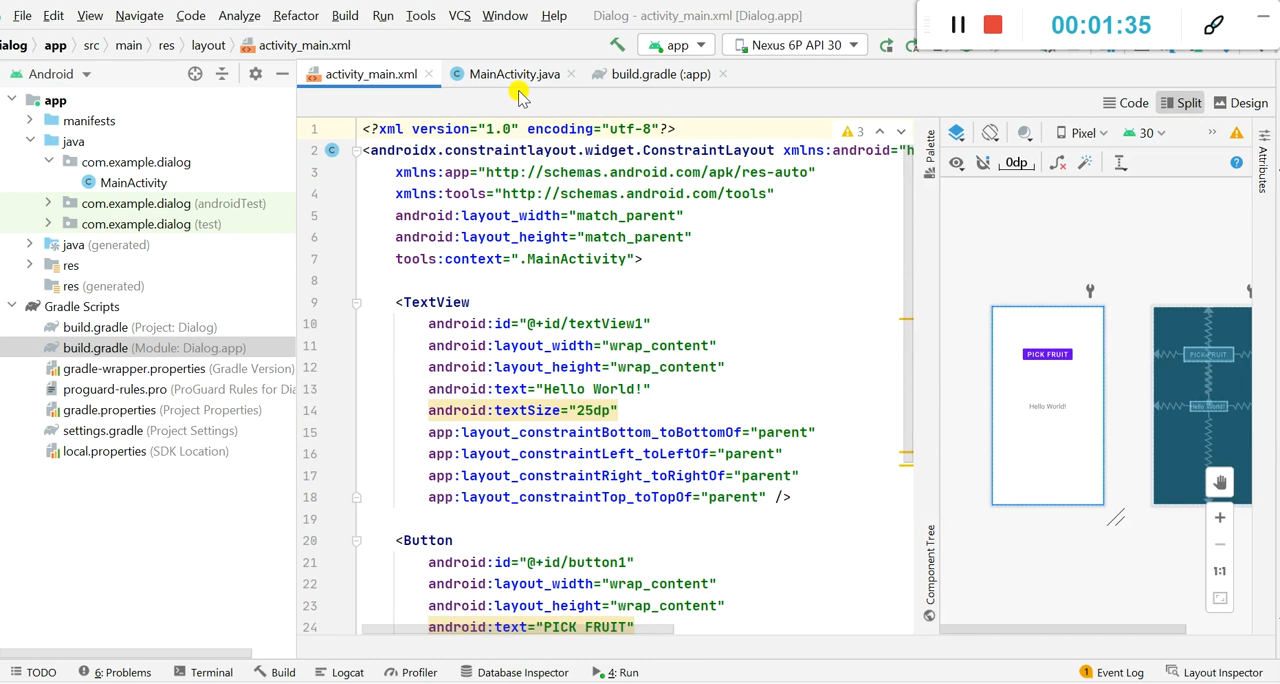 File Edit View Navigate Code Analyze Refactor Build Run Tools VCS Window Help Dialog - activity_main.xml [Dialog.app]
00:01:35
ialog app src main res layout activity_main.xml
app Nexus 6P API 30
Android
activity_main.xml MainActivity.java build.gradle (:app)
Code Split Design
app
manifests
java
com.example.dialog
MainActivity
com.example.dialog (androidTest)
com.example.dialog (test)
java (generated)
res
res (generated)
Gradle Scripts
build.gradle (Project: Dialog)
build.gradle (Module: Dialog.app)
gradle-wrapper.properties (Gradle Version)
proguard-rules.pro (ProGuard Rules for Dia
gradle.properties (Project Properties)
settings.gradle (Project Settings)
local.properties (SDK Location)
1 <?xml version="1.0" encoding="utf-8"?>
3
2 <androidx.constraintlayout.widget.ConstraintLayout xmlns:android="h
3 xmlns:app="http://schemas.android.com/apk/res-auto"
4 xmlns:tools="http://schemas.android.com/tools"
5 android:layout_width="match_parent"
6 android:layout_height="match_parent"
7 tools:context=".MainActivity">
8
9 <TextView
10 android:id="@+id/textView1"
11 android:layout_width="wrap_content"
12 android:layout_height="wrap_content"
13 android:text="Hello World!"
14 android:textSize="25dp"
15 app:layout_constraintBottom_toBottomOf="parent"
16 app:layout_constraintLeft_toLeftOf="parent"
17 app:layout_constraintRight_toRightOf="parent"
18 app:layout_constraintTop_toTopOf="parent" />
19
20 <Button
21 android:id="@+id/button1"
22 android:layout_width="wrap_content"
23 android:layout_height="wrap_content"
24 android:text="PICK FRUIT"
Palette
Component Tree
Pixel 30
0dp
Attributes
PICK FRUIT
Hello World!
PICK FRUIT
Hello World!
1:1
TODO 6: Problems Terminal Build Logcat Profiler Database Inspector 4: Run 1 Event Log Layout Inspector